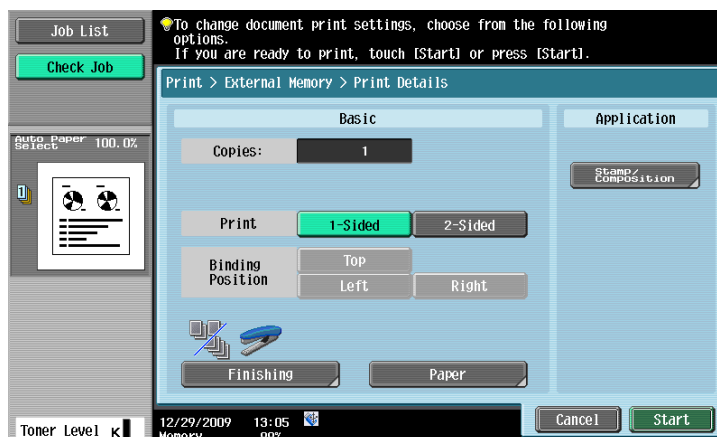 Job List
Check Job
Auto Paper
Select 100.0%
1
To change document print settings, choose from the following
options.
If you are ready to print, touch [Start] or press [Start].
Print > External Memory > Print Details
Basic
Copies:
1
Print
1-Sided
2-Sided
Binding
Position
Top
Left
Right
Finishing
Paper
Application
Stamp/
Composition
Toner Level K
12/29/2009 13:05
Memory 99%
Cancel
Start